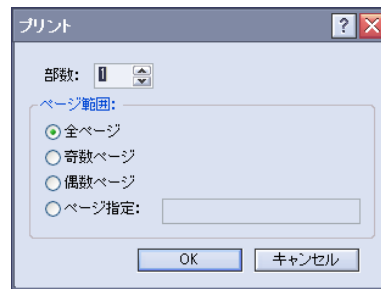 プリント
部数: 1
ページ範囲:
全ページ
奇数ページ
偶数ページ
ページ指定:
OK キャンセル